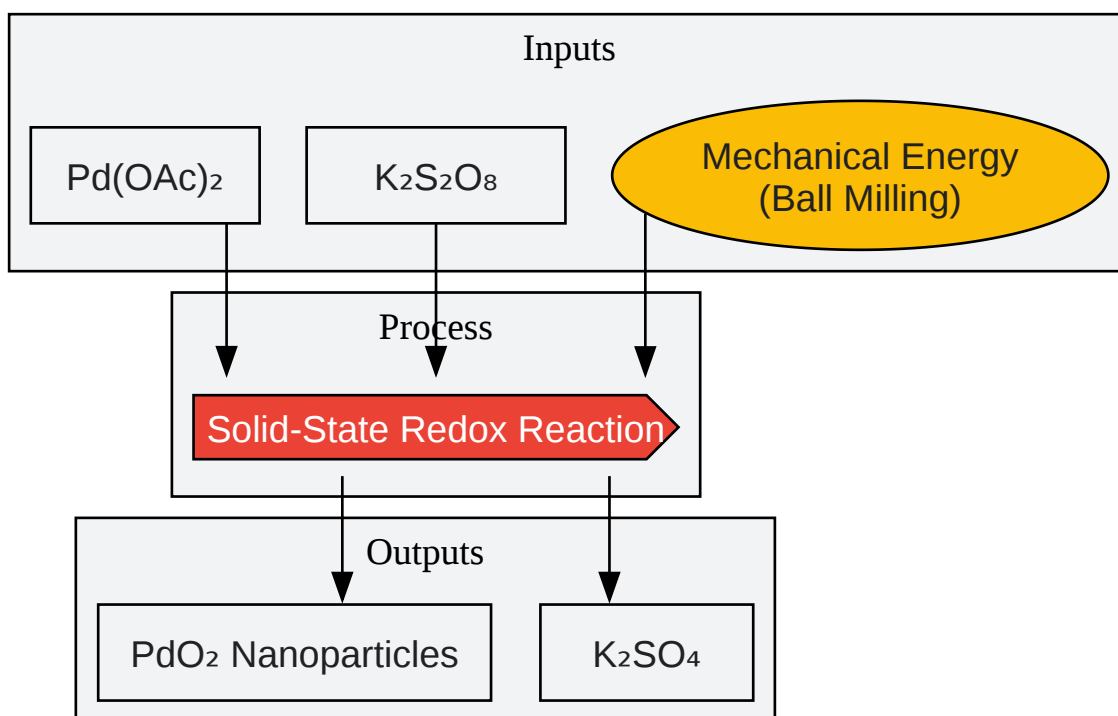 Inputs
Pd(OAc)₂
K₂S₂O₈
Mechanical Energy
(Ball Milling)
Process
Solid-State Redox Reaction
Outputs
PdO₂ Nanoparticles
K₂SO₄